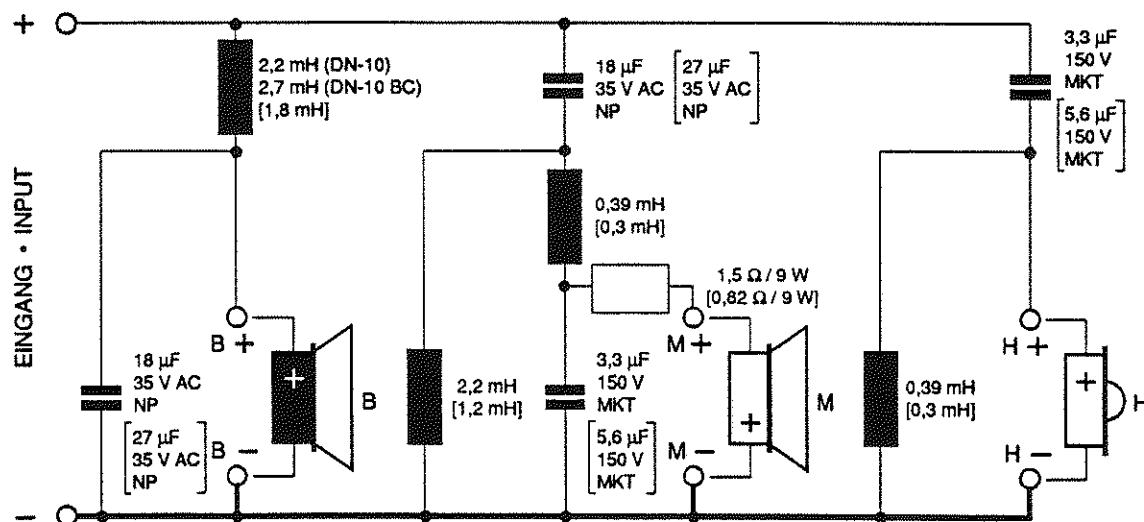 +
2,2 mH (DN-10)
2,7 mH (DN-10 BC)
[1,8 mH]
18 µF
35 V AC
NP
[27 µF
35 V AC
NP]
3,3 µF
150 V
MKT
[5,6 µF
150 V
MKT]
EINGANG • INPUT
0,39 mH
[0,3 mH]
1,5 Ω / 9 W
[0,82 Ω / 9 W]
B +
+
B
B −
18 µF
35 V AC
NP
[27 µF
35 V AC
NP]
2,2 mH
[1,2 mH]
3,3 µF
150 V
MKT
[5,6 µF
150 V
MKT]
M +
+
M
M −
0,39 mH
[0,3 mH]
H +
+
H
H −
−